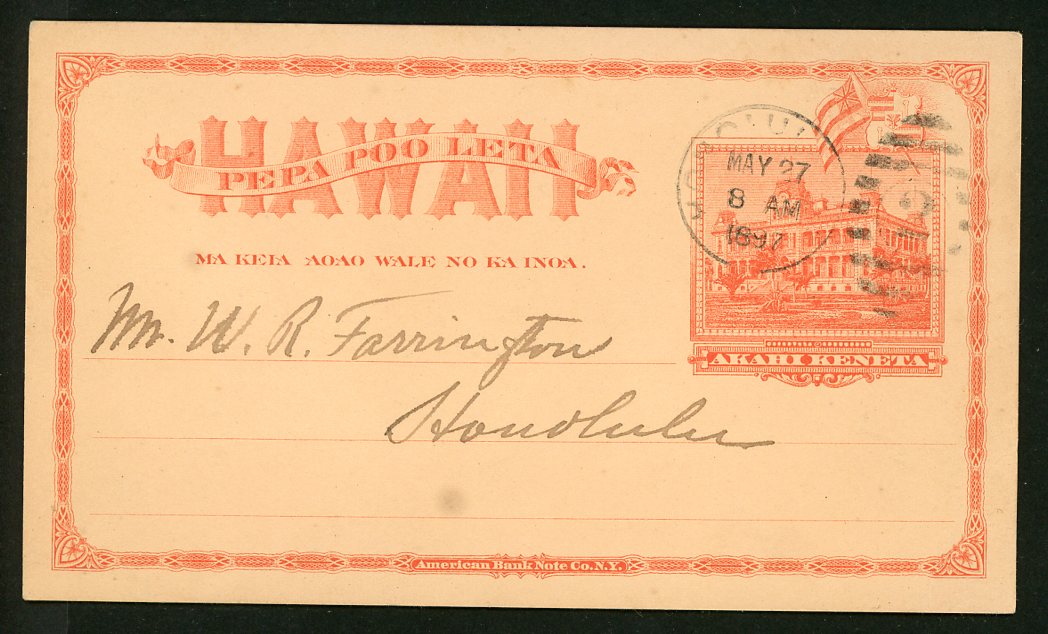 HAWAII
PEPA POO LETA
MA KEIA AOAO WALE NO KA INOA.
HONOLULU
MAY 27
8 AM
1897
AKAHI KENETA
Mr. W. R. Farrington
Honolulu
American Bank Note Co. N.Y.